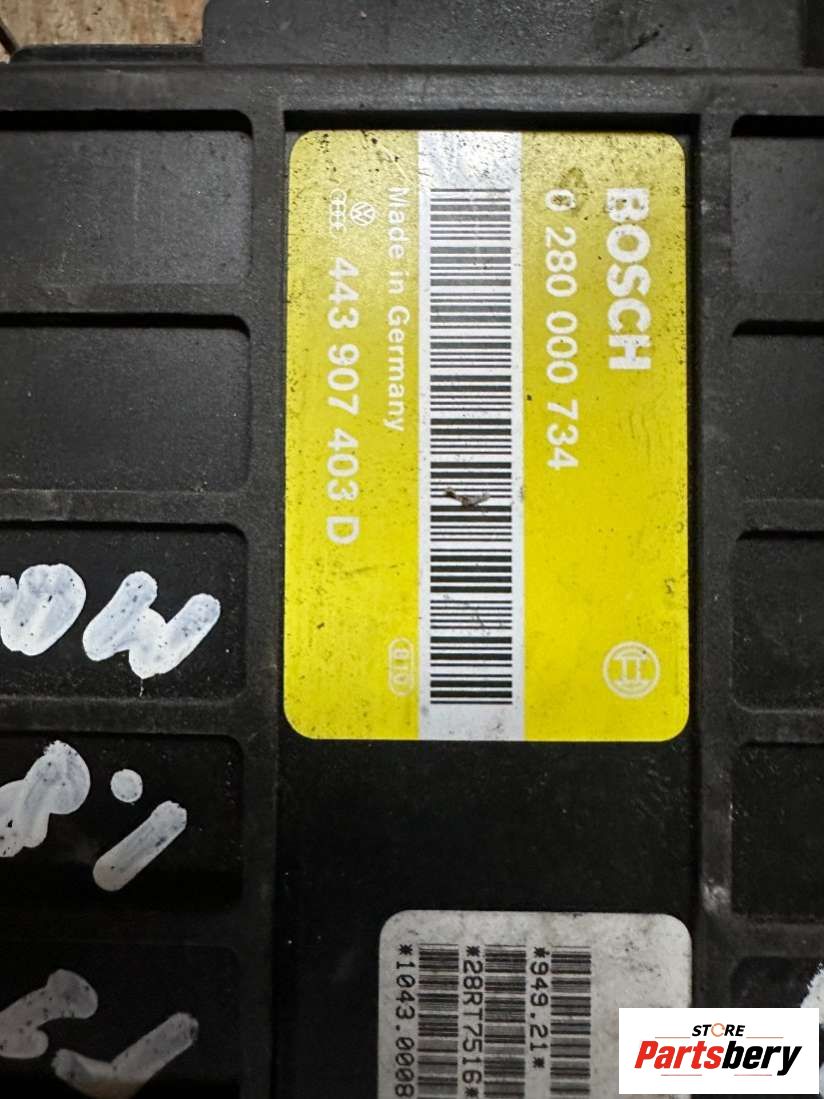 BOSCH
0 280 000 734
Made in Germany
443 907 403 D
*949.21*
*28RT7516*
*1043.0008
STORE
Partsbery